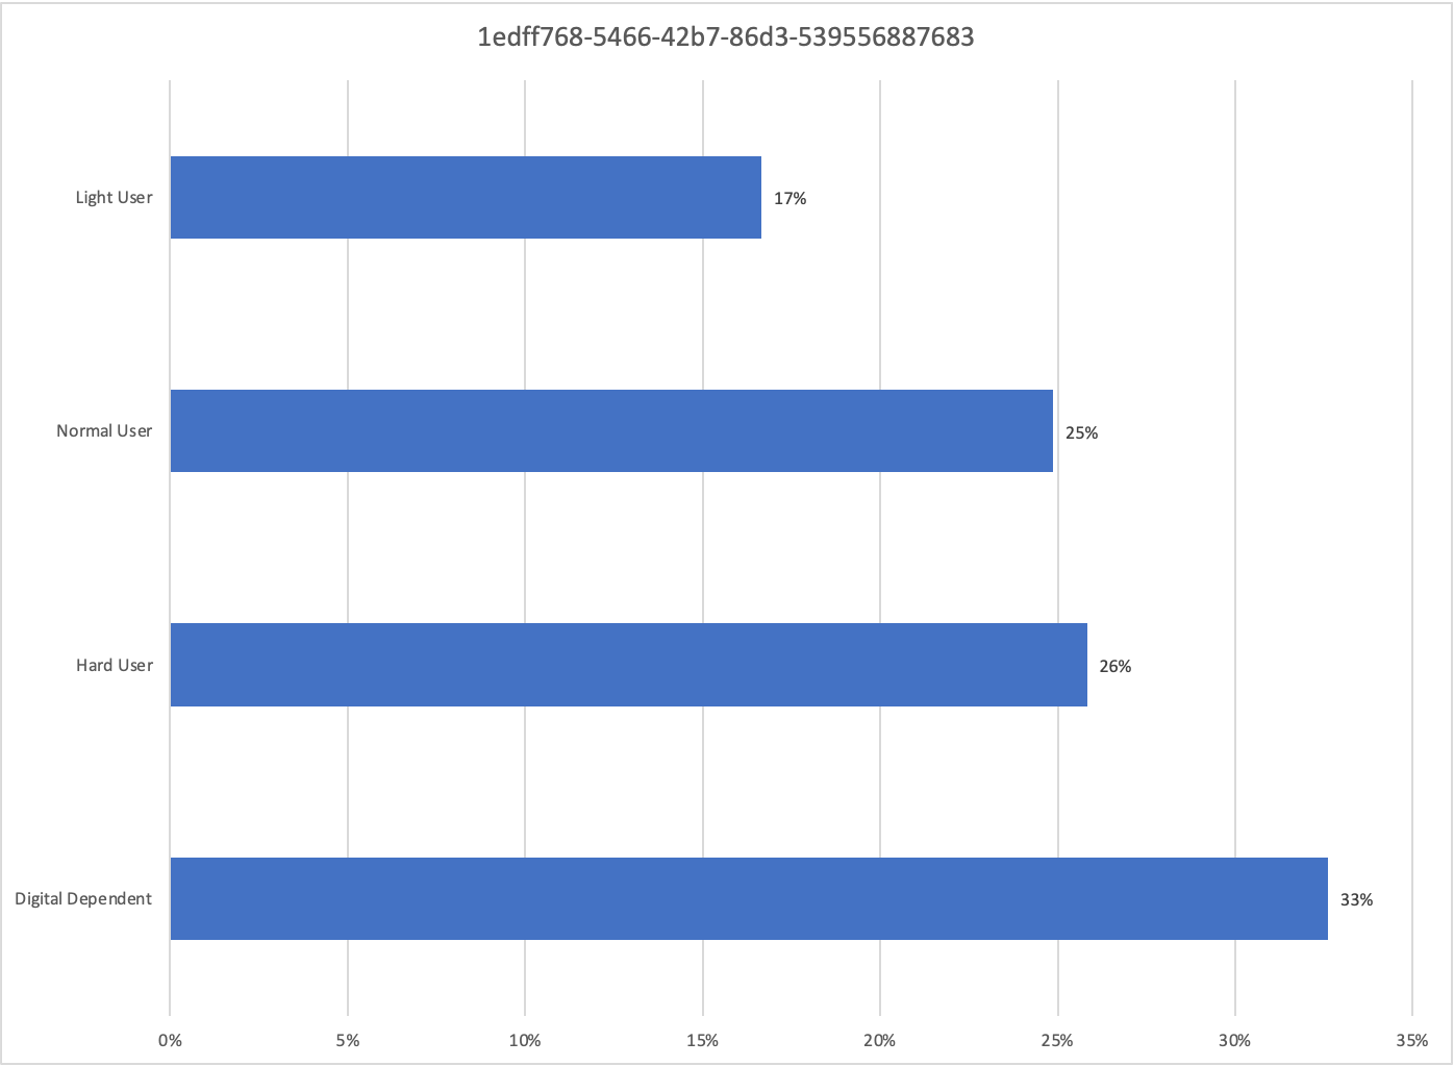 1edff768-5466-42b7-86d3-539556887683
Light User
17%
Normal User
25%
Hard User
26%
Digital Dependent
33%
0% 5% 10% 15% 20% 25% 30% 35%